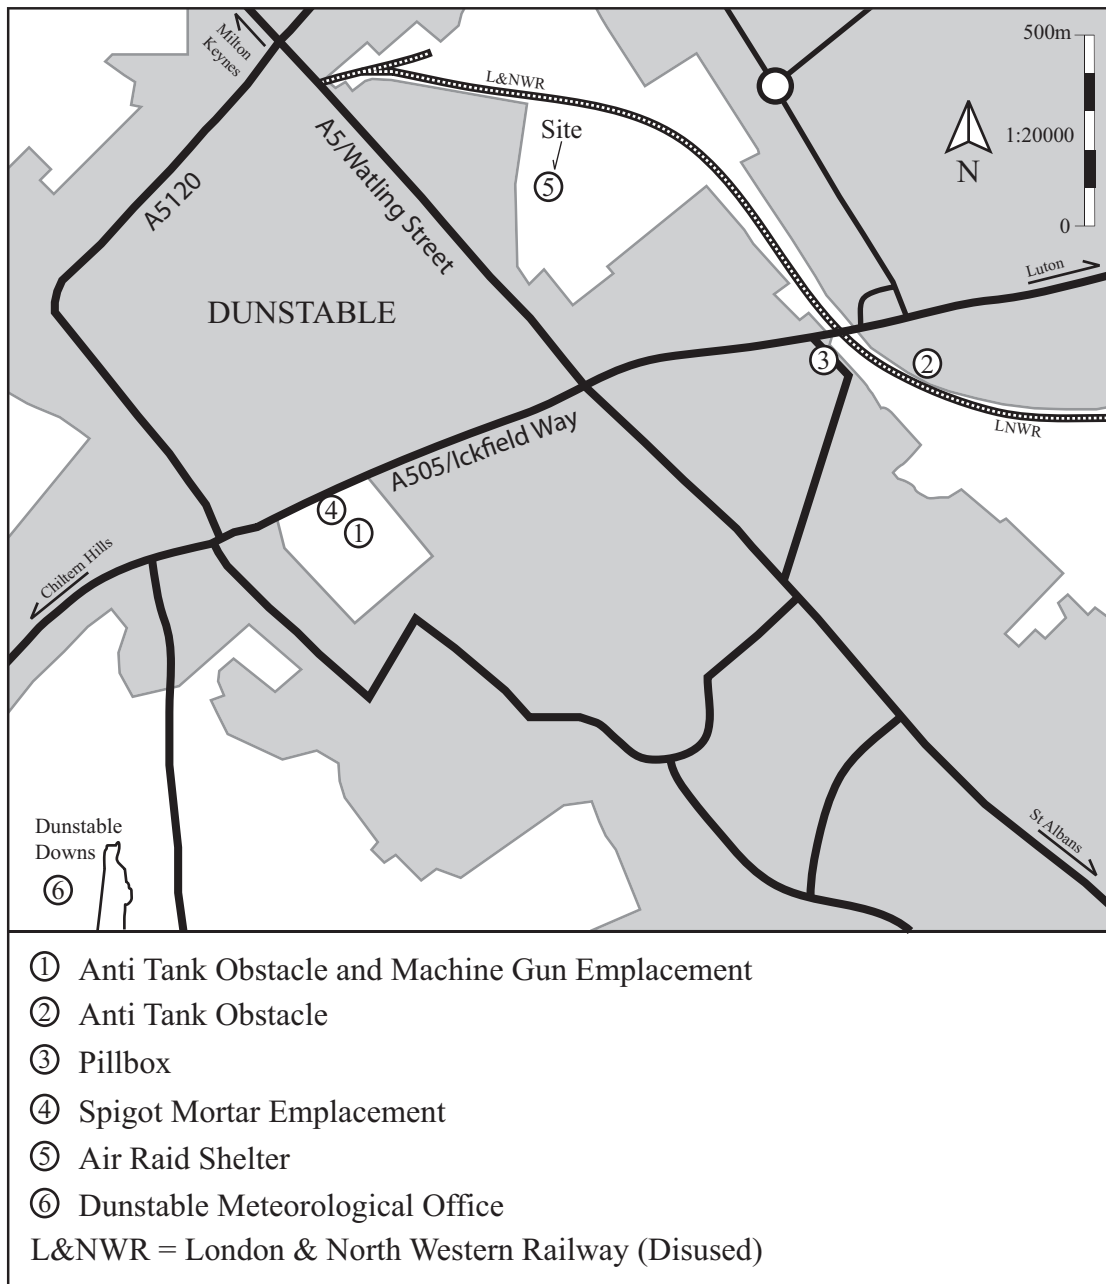 Milton
Keynes
L&NWR
500m
Site
5
1:20000
N
0
A5/Watling Street
A5120
Luton
DUNSTABLE
3
2
LNWR
A505/Ickfield Way
4
1
Chiltern Hills
St Albans
Dunstable
Downs
6
1 Anti Tank Obstacle and Machine Gun Emplacement
2 Anti Tank Obstacle
3 Pillbox
4 Spigot Mortar Emplacement
5 Air Raid Shelter
6 Dunstable Meteorological Office
L&NWR = London & North Western Railway (Disused)